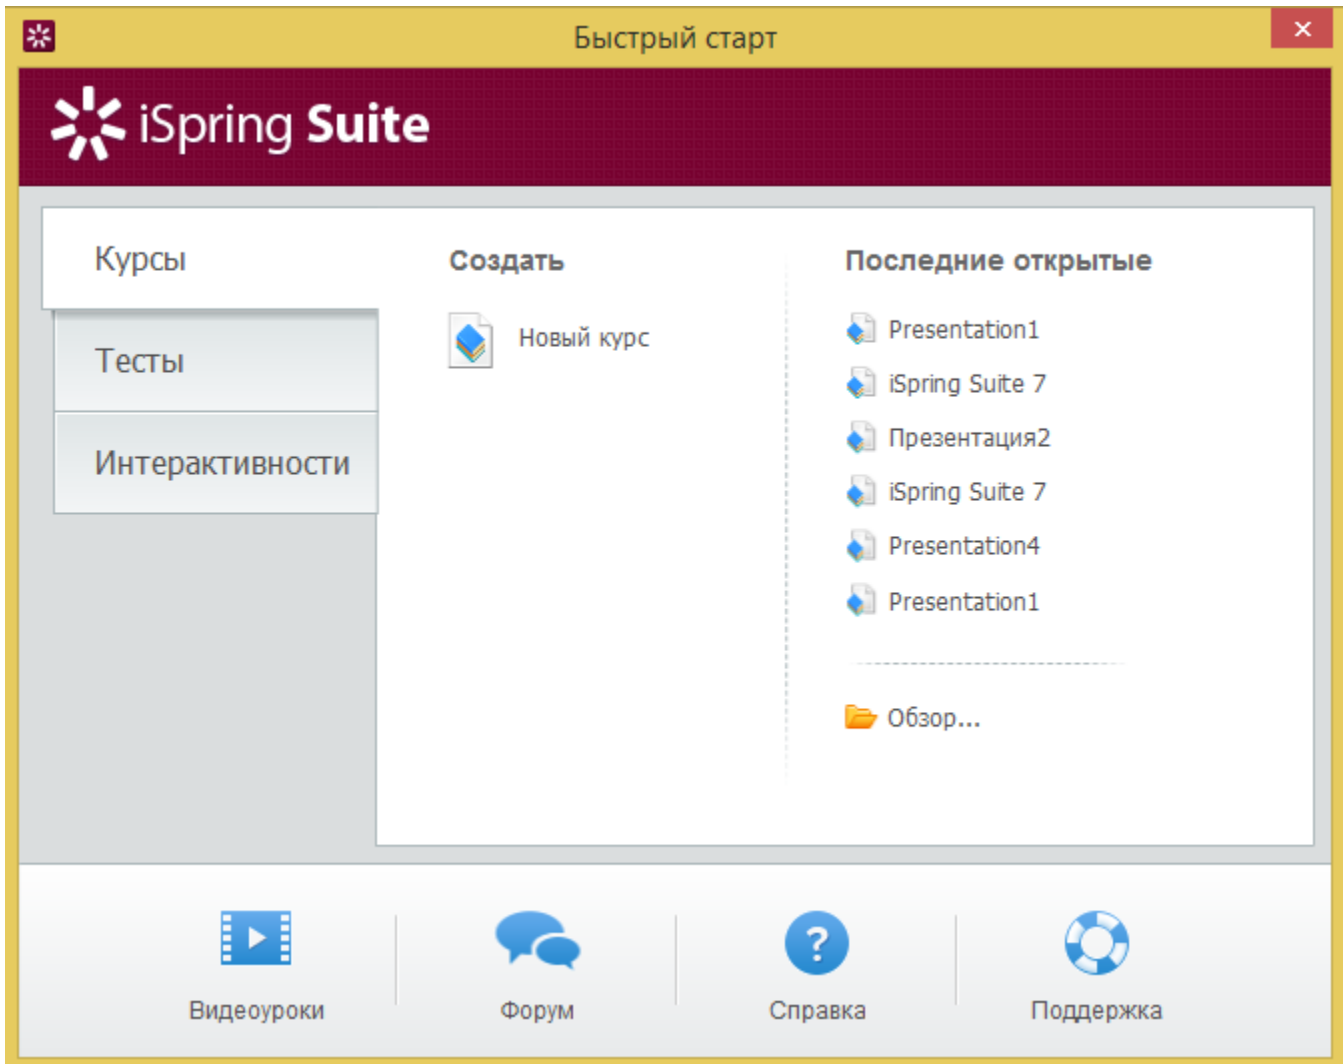 Быстрый старт
iSpring Suite
Курсы
Тесты
Интерактивности
Создать
Новый курс
Последние открытые
Presentation1
iSpring Suite 7
Презентация2
iSpring Suite 7
Presentation4
Presentation1
Обзор...
Видеоуроки
Форум
Справка
Поддержка